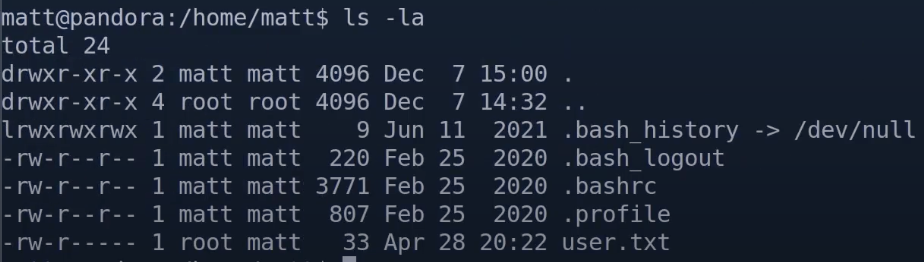 matt@pandora:/home/matt$ ls -la
total 24
drwxr-xr-x 2 matt matt 4096 Dec  7 15:00 .
drwxr-xr-x 4 root root 4096 Dec  7 14:32 ..
lrwxrwxrwx 1 matt matt    9 Jun 11  2021 .bash_history -> /dev/null
-rw-r--r-- 1 matt matt  220 Feb 25  2020 .bash_logout
-rw-r--r-- 1 matt matt 3771 Feb 25  2020 .bashrc
-rw-r--r-- 1 matt matt  807 Feb 25  2020 .profile
-rw-r----- 1 root matt   33 Apr 28 20:22 user.txt